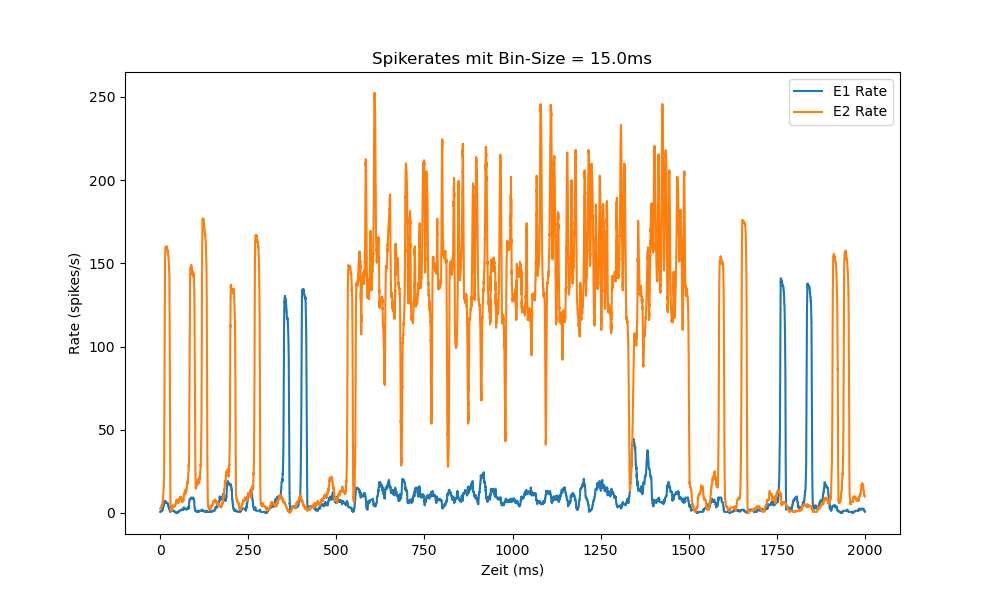 Spikerates mit Bin-Size = 15.0ms
E1 Rate
E2 Rate
250
200
150
100
50
0
Rate (spikes/s)
0 250 500 750 1000 1250 1500 1750 2000
Zeit (ms)